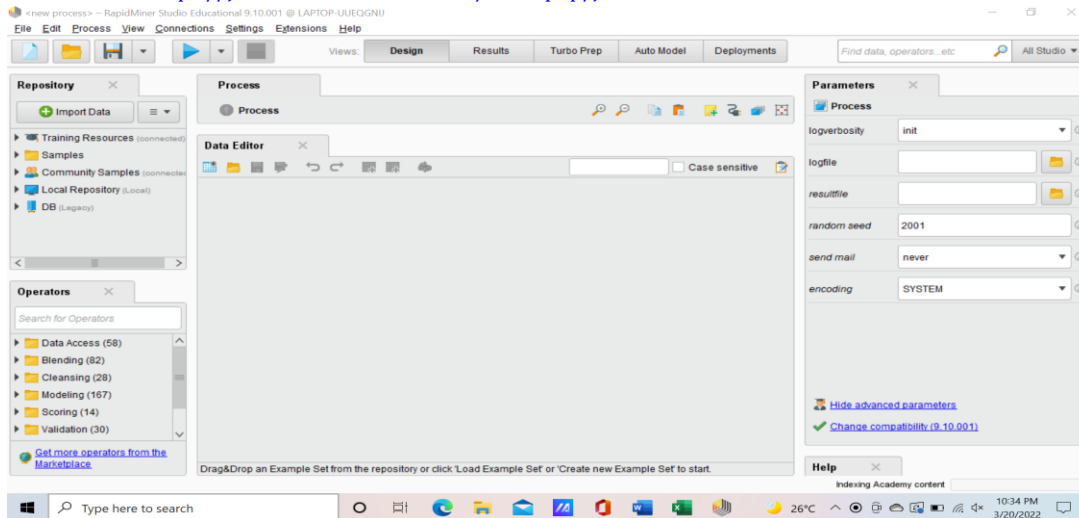 <new process> – RapidMiner Studio Educational 9.10.001 @ LAPTOP-UUEQGNIJ
File Edit Process View Connections Settings Extensions Help
Views: Design Results Turbo Prep Auto Model Deployments Find data, operators...etc All Studio
Repository
Import Data
Training Resources (connected)
Samples
Community Samples (connected
Local Repository (Local)
DB (Legacy)
Operators
Search for Operators
Data Access (58)
Blending (82)
Cleansing (28)
Modeling (167)
Scoring (14)
Validation (30)
Get more operators from the
Marketplace
Process
Process
Data Editor
Case sensitive
Drag&Drop an Example Set from the repository or click 'Load Example Set' or 'Create new Example Set' to start.
Parameters
Process
logverbosity init
logfile
resultfile
random seed 2001
send mail never
encoding SYSTEM
Hide advanced parameters
Change compatibility (9.10.001)
Help
Indexing Academy content
Type here to search
26°C
10:34 PM
3/20/2022